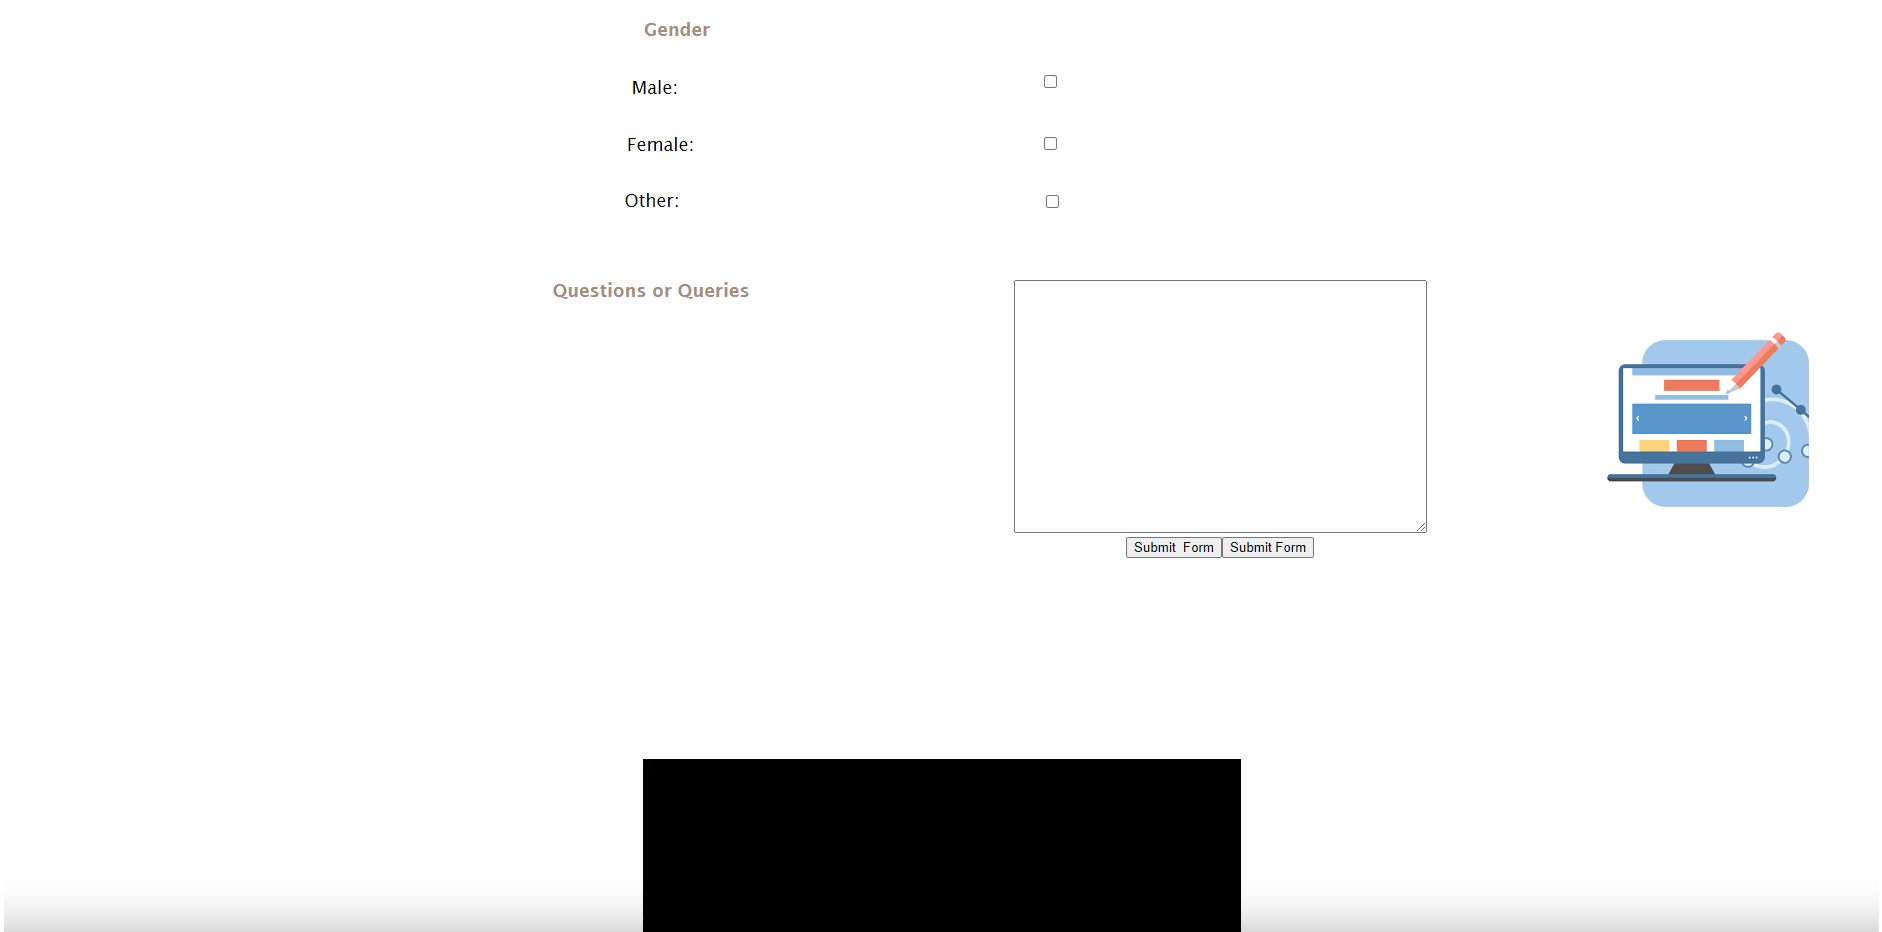 Gender
Male:
Female:
Other:
Questions or Queries
Submit  Form Submit Form